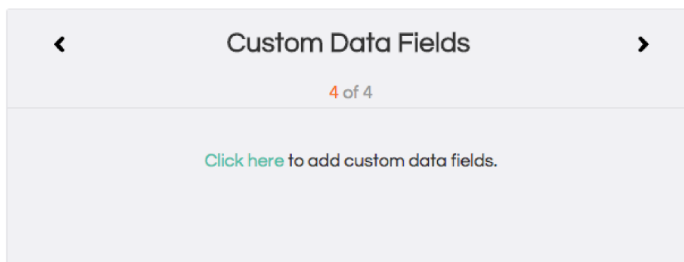 Custom Data Fields
4 of 4
Click here to add custom data fields.